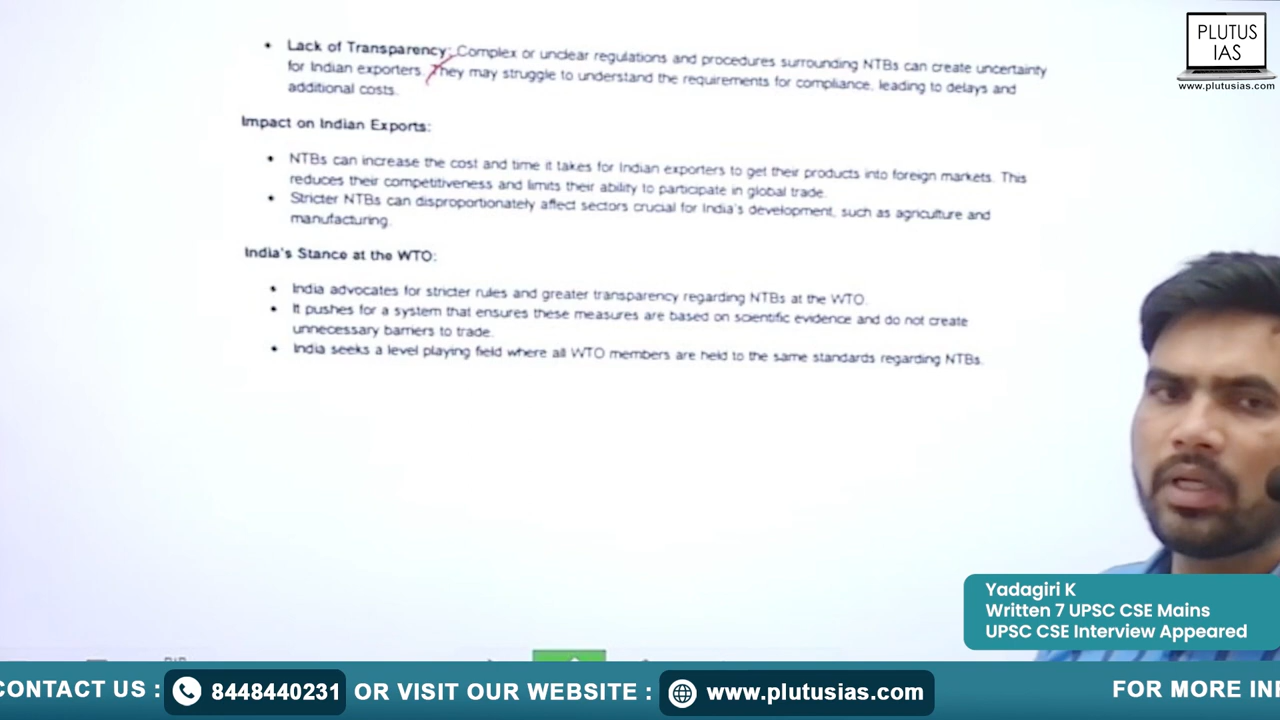 PLUTUS
IAS
www.plutusias.com
• Lack of Transparency: Complex or unclear regulations and procedures surrounding NTBs can create uncertainty
for Indian exporters. They may struggle to understand the requirements for compliance, leading to delays and
additional costs.
Impact on Indian Exports:
• NTBs can increase the cost and time it takes for Indian exporters to get their products into foreign markets. This
reduces their competitiveness and limits their ability to participate in global trade.
• Stricter NTBs can disproportionately affect sectors crucial for India's development, such as agriculture and
manufacturing.
India's Stance at the WTO:
• India advocates for stricter rules and greater transparency regarding NTBs at the WTO.
• It pushes for a system that ensures these measures are based on scientific evidence and do not create
unnecessary barriers to trade.
• India seeks a level playing field where all WTO members are held to the same standards regarding NTBs.
Yadagiri K
Written 7 UPSC CSE Mains
UPSC CSE Interview Appeared
CONTACT US : 8448440231 OR VISIT OUR WEBSITE : www.plutusias.com FOR MORE